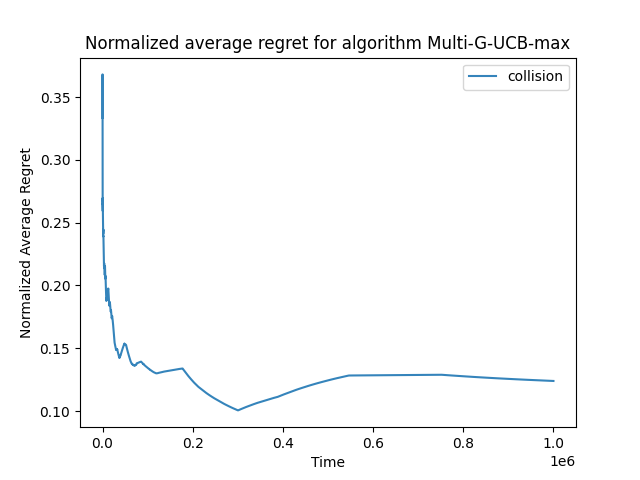 Normalized average regret for algorithm Multi-G-UCB-max
collision
Normalized Average Regret
0.35
0.30
0.25
0.20
0.15
0.10
0.0 0.2 0.4 0.6 0.8 1.0
1e6
Time